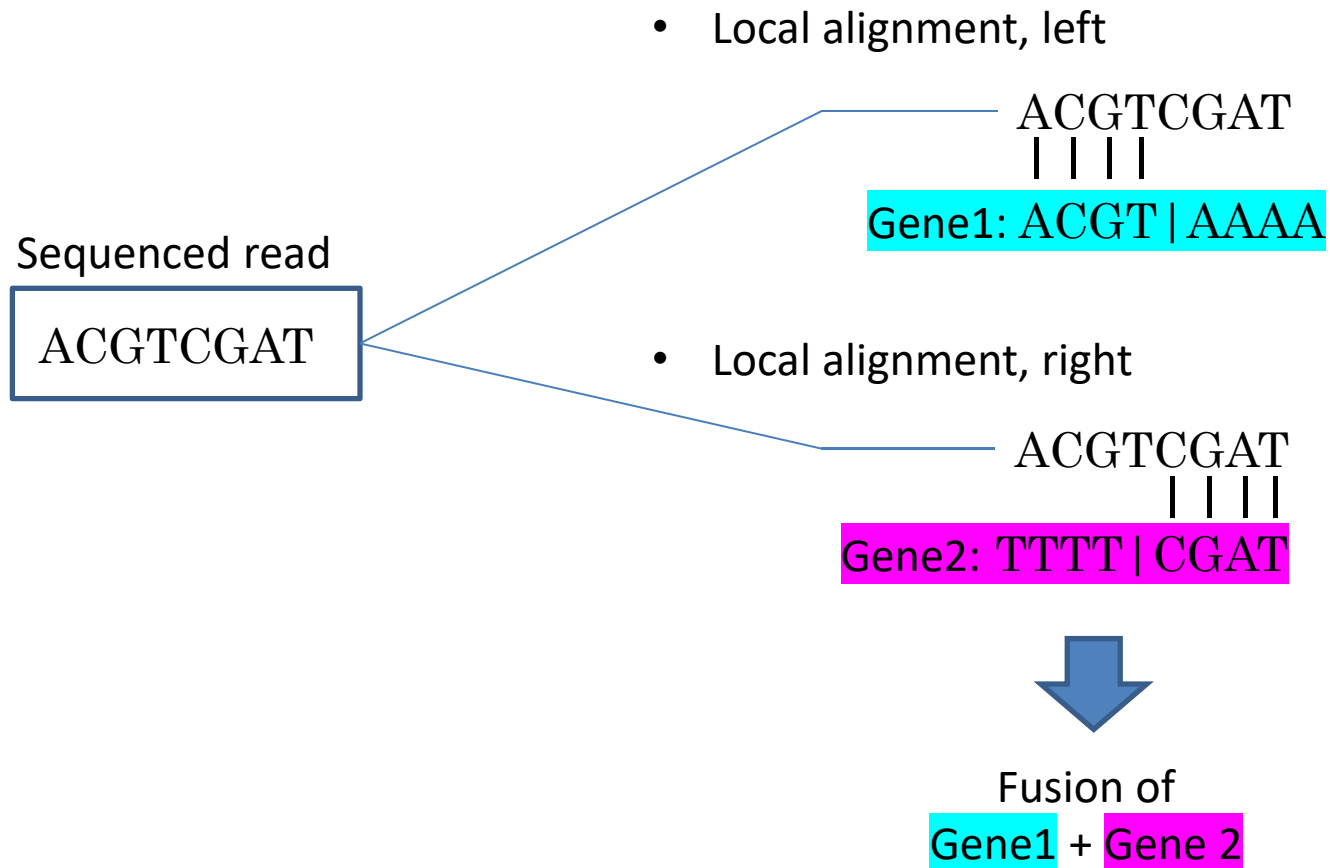 • Local alignment, left
ACGTCGAT
Gene1: ACGT | AAAA
Sequenced read
ACGTCGAT
• Local alignment, right
ACGTCGAT
Gene2: TTTT | CGAT
Fusion of
Gene1 + Gene 2